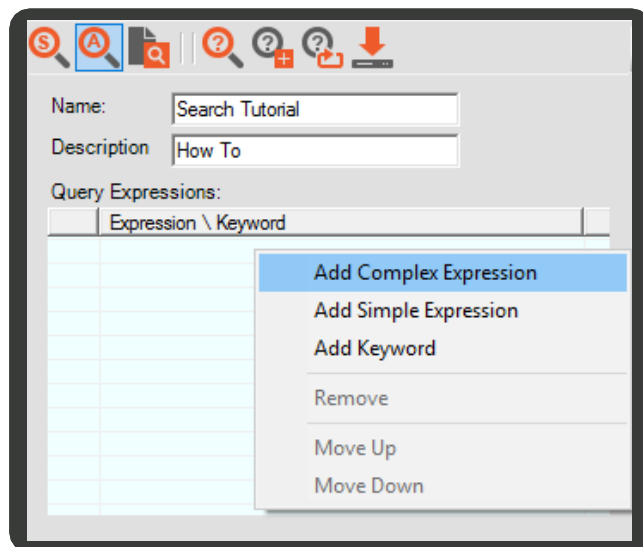 S A
Name: Search Tutorial
Description How To
Query Expressions:
Expression \ Keyword
Add Complex Expression
Add Simple Expression
Add Keyword
Remove
Move Up
Move Down